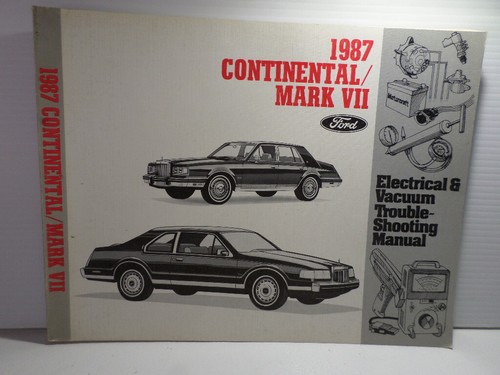 1987 CONTINENTAL/MARK VII
1987
CONTINENTAL/
MARK VII
Ford
Motorcraft
Electrical &
Vacuum
Trouble-
Shooting
Manual